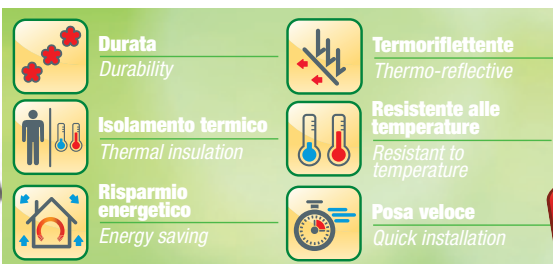 Durata
Durability
Isolamento termico
Thermal insulation
Risparmio
energetico
Energy saving
Termoriflettente
Thermo-reflective
Resistente alle
temperature
Resistant to
temperature
Posa veloce
Quick installation